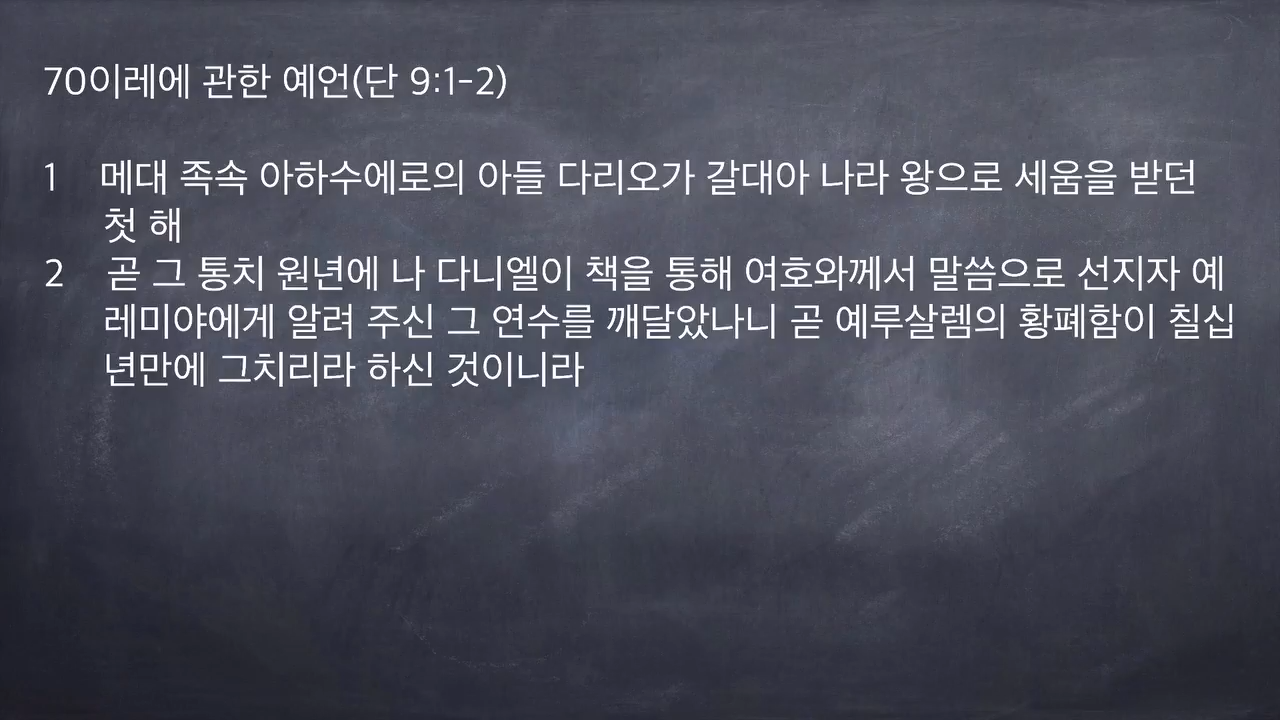 70이레에 관한 예언(단 9:1-2)
1 메대 족속 아하수에로의 아들 다리오가 갈대아 나라 왕으로 세움을 받던
첫 해
2 곧 그 통치 원년에 나 다니엘이 책을 통해 여호와께서 말씀으로 선지자 예
레미야에게 알려 주신 그 연수를 깨달았나니 곧 예루살렘의 황폐함이 칠십
년만에 그치리라 하신 것이니라